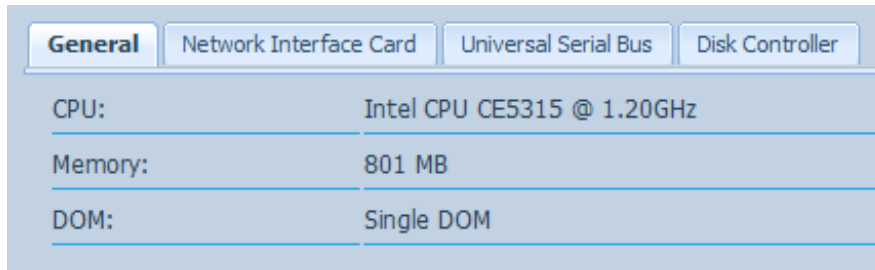 General Network Interface Card Universal Serial Bus Disk Controller
CPU: Intel CPU CE5315 @ 1.20GHz
Memory: 801 MB
DOM: Single DOM